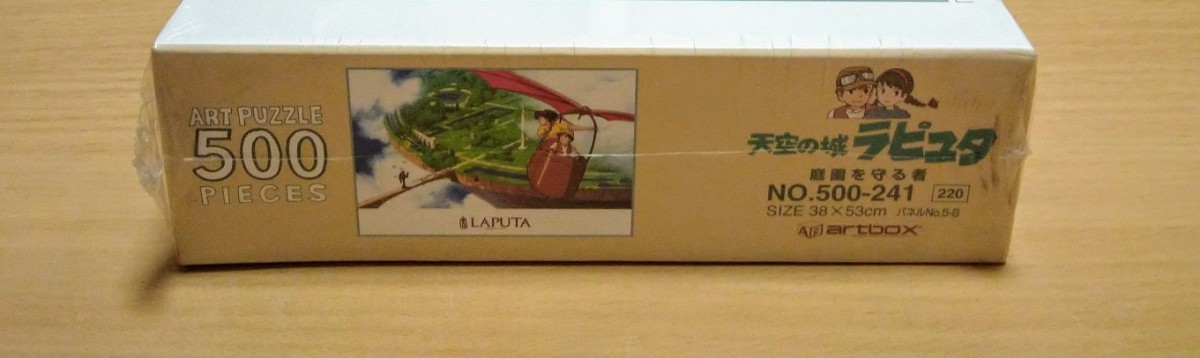 ART PUZZLE
500
PIECES
LAPUTA
天空の城ラピュタ
庭園を守る者
NO.500-241 220
SIZE 38×53cm パネルNo.5-B
artbox